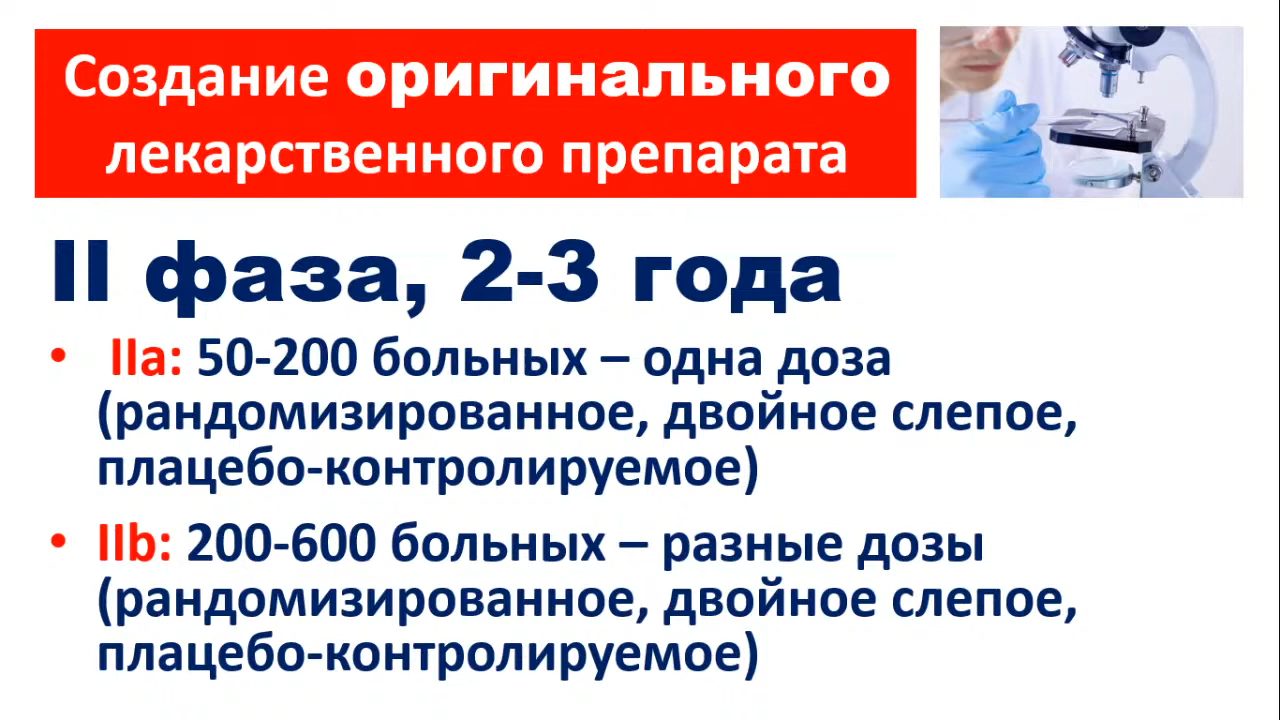 Создание оригинального
лекарственного препарата
II фаза, 2-3 года
• IIa: 50-200 больных – одна доза
(рандомизированное, двойное слепое,
плацебо-контролируемое)
• IIb: 200-600 больных – разные дозы
(рандомизированное, двойное слепое,
плацебо-контролируемое)